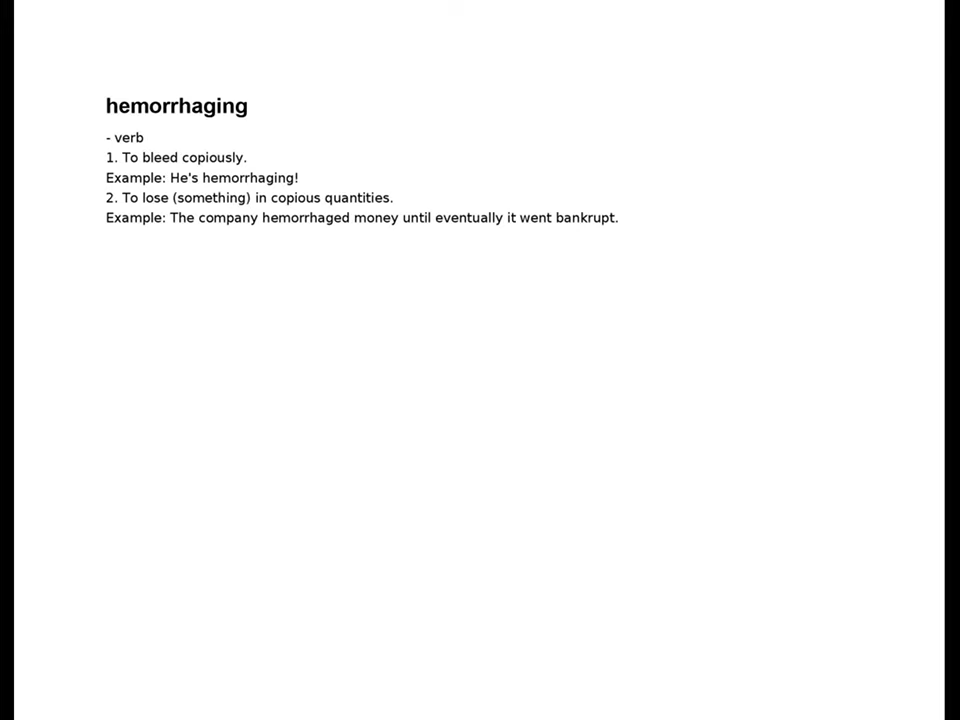 hemorrhaging
- verb
1. To bleed copiously.
Example: He's hemorrhaging!
2. To lose (something) in copious quantities.
Example: The company hemorrhaged money until eventually it went bankrupt.